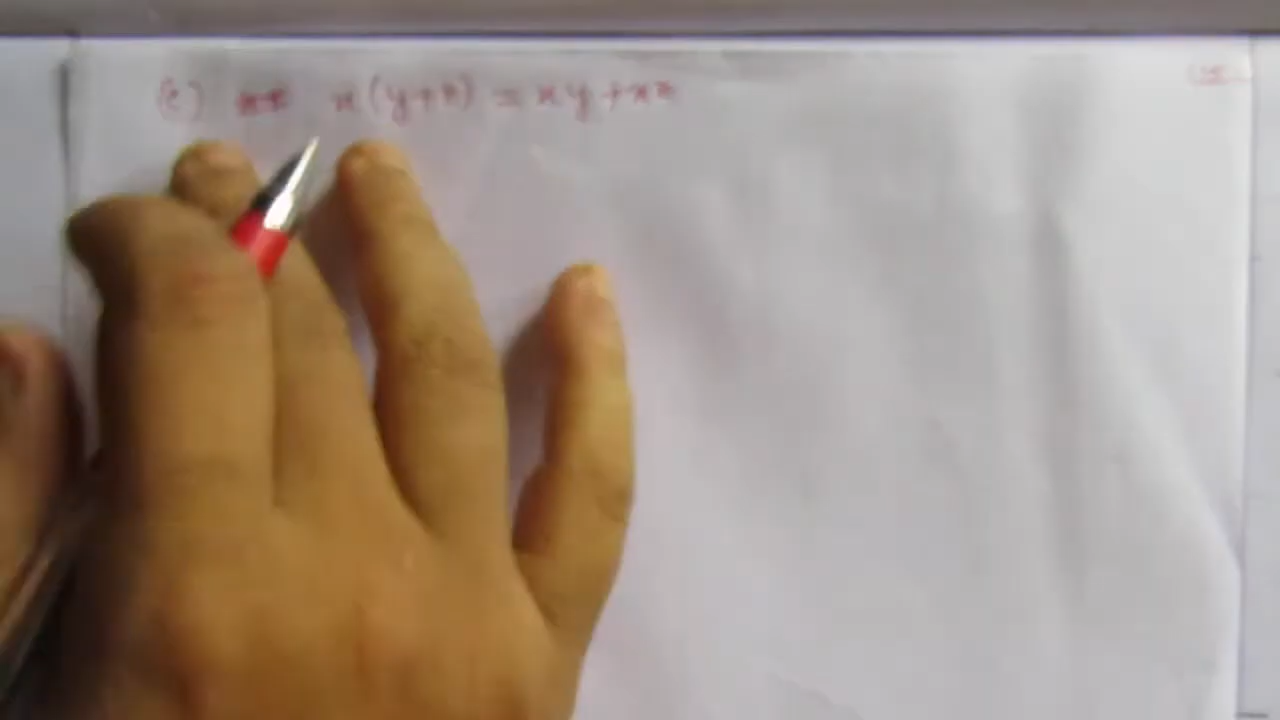 (c) x(y+z) = xy+xz